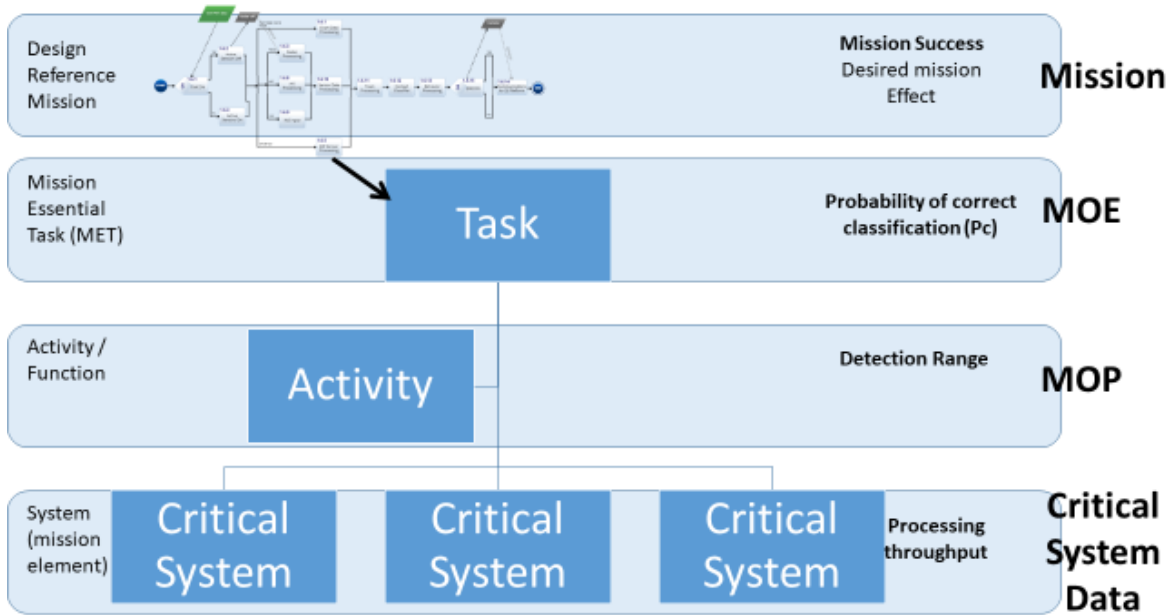 Design
Reference
Mission
Mission Success
Desired mission
Effect
Mission
Mission
Essential
Task (MET)
Task
Probability of correct
classification (Pc)
MOE
Activity /
Function
Activity
Detection Range
MOP
System
(mission
element)
Critical
System
Critical
System
Critical
System
Processing
throughput
Critical
System
Data